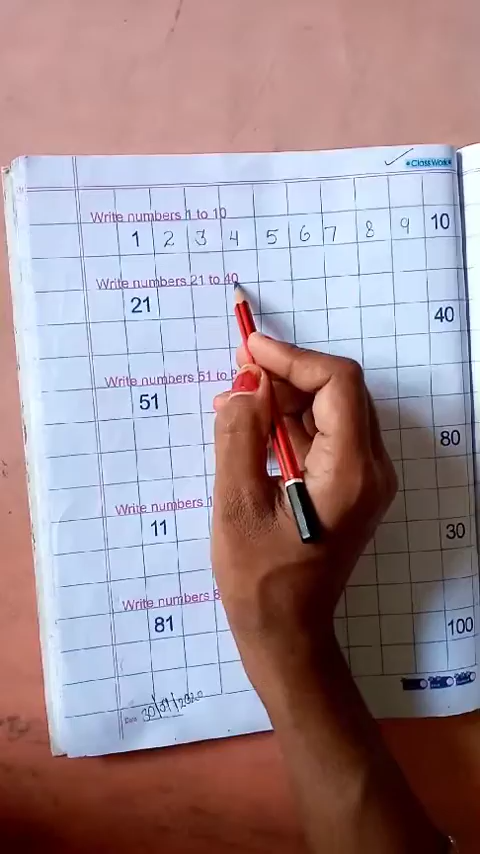 Class Work
Write numbers 1 to 10
1 2 3 4 5 6 7 8 9 10
Write numbers 21 to 40
21
40
Write numbers 51 to
51
80
Write numbers
11
30
Write numbers
81
100
Date